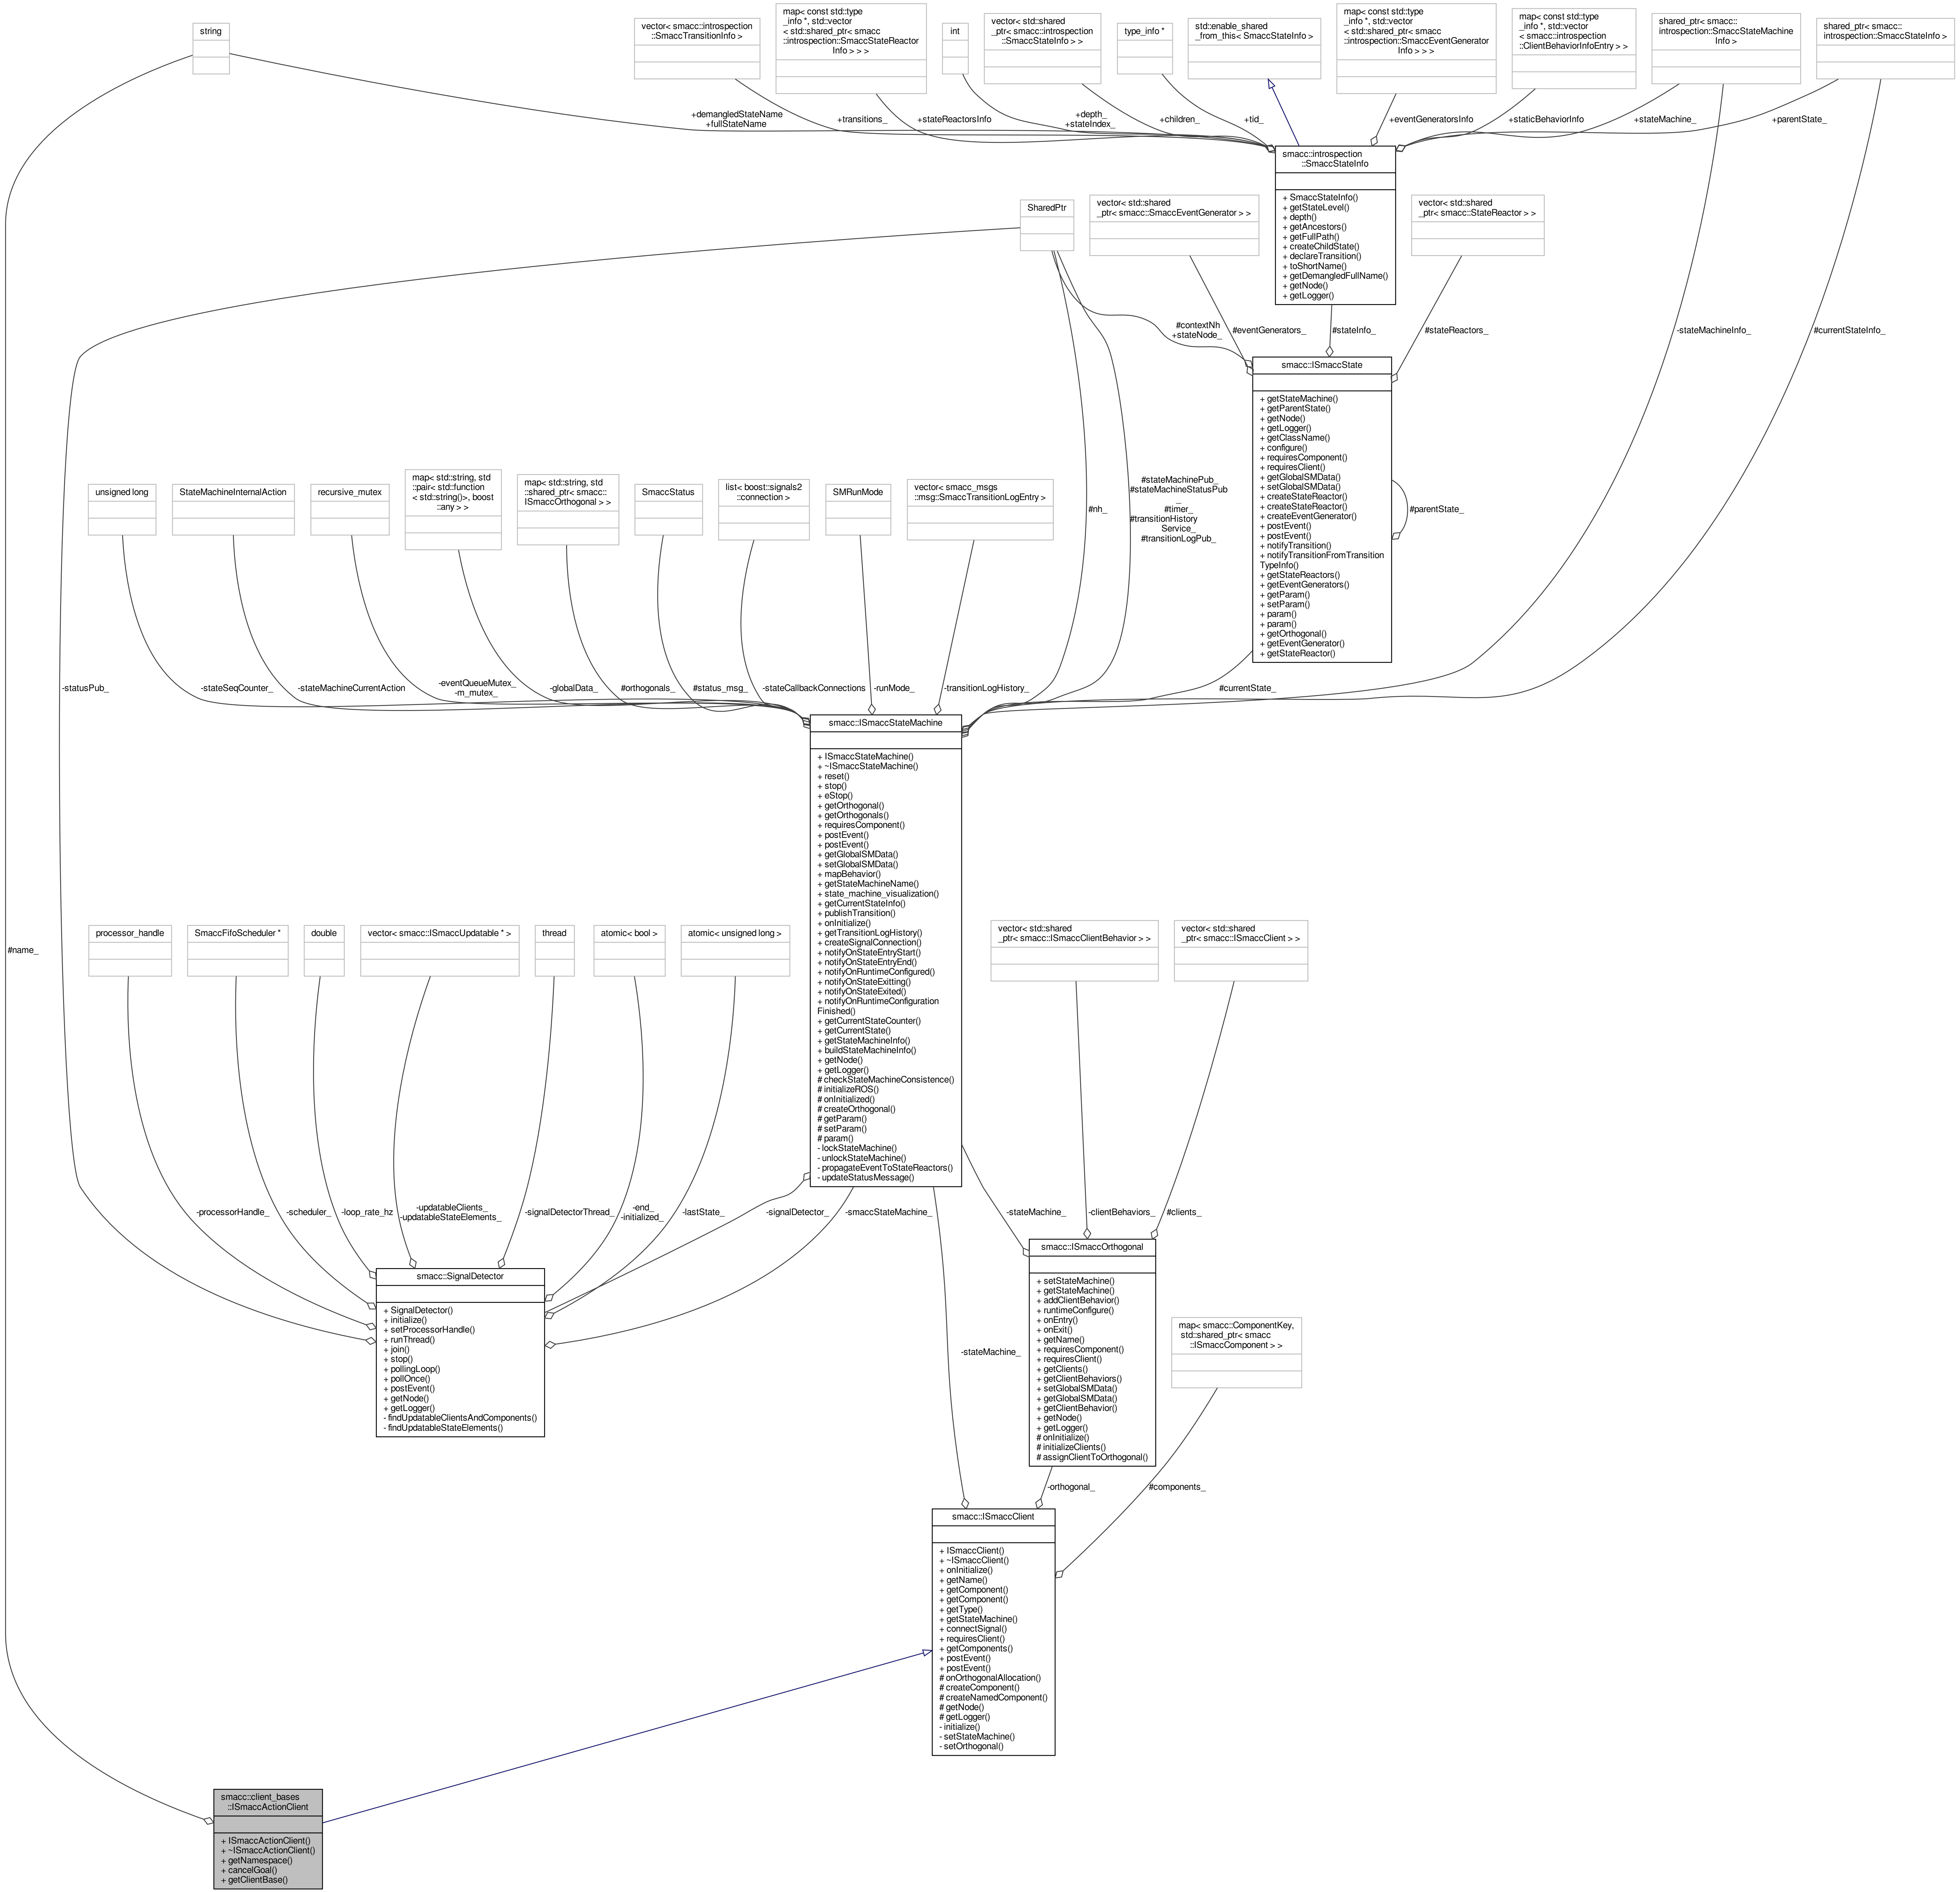 string
vector< smacc::introspection
::SmaccTransitionInfo >
map< const std::type
_info *, std::vector
< std::shared_ptr< smacc
::introspection::SmaccStateReactor
Info > > >
int
vector< std::shared
_ptr< smacc::introspection
::SmaccStateInfo > >
type_info *
std::enable_shared
_from_this< SmaccStateInfo >
map< const std::type
_info *, std::vector
< std::shared_ptr< smacc
::introspection::SmaccEventGenerator
Info > > >
map< const std::type
_info *, std::vector
< smacc::introspection
::ClientBehaviorInfoEntry > >
shared_ptr< smacc::
introspection::SmaccStateMachine
Info >
shared_ptr< smacc::
introspection::SmaccStateInfo >
+demangledStateName
+fullStateName
+transitions_
+stateReactorsInfo
+depth_
+stateIndex_
+children_
+tid_
+eventGeneratorsInfo
+staticBehaviorInfo
+stateMachine_
+parentState_
smacc::introspection
::SmaccStateInfo
+ SmaccStateInfo()
+ getStateLevel()
+ depth()
+ getAncestors()
+ getFullPath()
+ createChildState()
+ declareTransition()
+ toShortName()
+ getDemangledFullName()
+ getNode()
+ getLogger()
SharedPtr
vector< std::shared
_ptr< smacc::SmaccEventGenerator > >
vector< std::shared
_ptr< smacc::StateReactor > >
#contextNh
+stateNode_
#eventGenerators_
#stateInfo_
#stateReactors_
-stateMachineInfo_
#currentStateInfo_
smacc::ISmaccState
+ getStateMachine()
+ getParentState()
+ getNode()
+ getLogger()
+ getClassName()
+ configure()
+ requiresComponent()
+ requiresClient()
+ getGlobalSMData()
+ setGlobalSMData()
+ createStateReactor()
+ createStateReactor()
+ createEventGenerator()
+ postEvent()
+ postEvent()
+ notifyTransition()
+ notifyTransitionFromTransition
TypeInfo()
+ getStateReactors()
+ getEventGenerators()
+ getParam()
+ setParam()
+ param()
+ param()
+ getOrthogonal()
+ getEventGenerator()
+ getStateReactor()
#parentState_
unsigned long
StateMachineInternalAction
recursive_mutex
map< std::string, std
::pair< std::function
< std::string()>, boost
::any > >
map< std::string, std
::shared_ptr< smacc::
ISmaccOrthogonal > >
SmaccStatus
list< boost::signals2
::connection >
SMRunMode
vector< smacc_msgs
::msg::SmaccTransitionLogEntry >
#nh_
#stateMachinePub_
#stateMachineStatusPub
_
#timer_
#transitionHistory
Service_
#transitionLogPub_
-statusPub_
-stateSeqCounter_
-stateMachineCurrentAction
-eventQueueMutex_
-m_mutex_
-globalData_
#orthogonals_
#status_msg_
-stateCallbackConnections
-runMode_
-transitionLogHistory_
#currentState_
smacc::ISmaccStateMachine
+ ISmaccStateMachine()
+ ~ISmaccStateMachine()
+ reset()
+ stop()
+ eStop()
+ getOrthogonal()
+ getOrthogonals()
+ requiresComponent()
+ postEvent()
+ postEvent()
+ getGlobalSMData()
+ setGlobalSMData()
+ mapBehavior()
+ getStateMachineName()
+ state_machine_visualization()
+ getCurrentStateInfo()
+ publishTransition()
+ onInitialize()
+ getTransitionLogHistory()
+ createSignalConnection()
+ notifyOnStateEntryStart()
+ notifyOnStateEntryEnd()
+ notifyOnRuntimeConfigured()
+ notifyOnStateExitting()
+ notifyOnStateExited()
+ notifyOnRuntimeConfiguration
Finished()
+ getCurrentStateCounter()
+ getCurrentState()
+ getStateMachineInfo()
+ buildStateMachineInfo()
+ getNode()
+ getLogger()
# checkStateMachineConsistence()
# initializeROS()
# onInitialized()
# createOrthogonal()
# getParam()
# setParam()
# param()
- lockStateMachine()
- unlockStateMachine()
- propagateEventToStateReactors()
- updateStatusMessage()
#name_
processor_handle
SmaccFifoScheduler *
double
vector< smacc::ISmaccUpdatable * >
thread
atomic< bool >
atomic< unsigned long >
vector< std::shared
_ptr< smacc::ISmaccClientBehavior > >
vector< std::shared
_ptr< smacc::ISmaccClient > >
-processorHandle_
-scheduler_
-loop_rate_hz
-updatableClients_
-updatableStateElements_
-signalDetectorThread_
-end_
-initialized_
-lastState_
-signalDetector_
-smaccStateMachine_
-stateMachine_
-clientBehaviors_
#clients_
smacc::SignalDetector
+ SignalDetector()
+ initialize()
+ setProcessorHandle()
+ runThread()
+ join()
+ stop()
+ pollingLoop()
+ pollOnce()
+ postEvent()
+ getNode()
+ getLogger()
- findUpdatableClientsAndComponents()
- findUpdatableStateElements()
smacc::ISmaccOrthogonal
+ setStateMachine()
+ getStateMachine()
+ addClientBehavior()
+ runtimeConfigure()
+ onEntry()
+ onExit()
+ getName()
+ requiresComponent()
+ requiresClient()
+ getClients()
+ getClientBehaviors()
+ setGlobalSMData()
+ getGlobalSMData()
+ getClientBehavior()
+ getNode()
+ getLogger()
# onInitialize()
# initializeClients()
# assignClientToOrthogonal()
map< smacc::ComponentKey,
std::shared_ptr< smacc
::ISmaccComponent > >
-stateMachine_
-orthogonal_
#components_
smacc::ISmaccClient
+ ISmaccClient()
+ ~ISmaccClient()
+ onInitialize()
+ getName()
+ getComponent()
+ getComponent()
+ getType()
+ getStateMachine()
+ connectSignal()
+ requiresClient()
+ getComponents()
+ postEvent()
+ postEvent()
# onOrthogonalAllocation()
# createComponent()
# createNamedComponent()
# getNode()
# getLogger()
- initialize()
- setStateMachine()
- setOrthogonal()
smacc::client_bases
::ISmaccActionClient
+ ISmaccActionClient()
+ ~ISmaccActionClient()
+ getNamespace()
+ cancelGoal()
+ getClientBase()